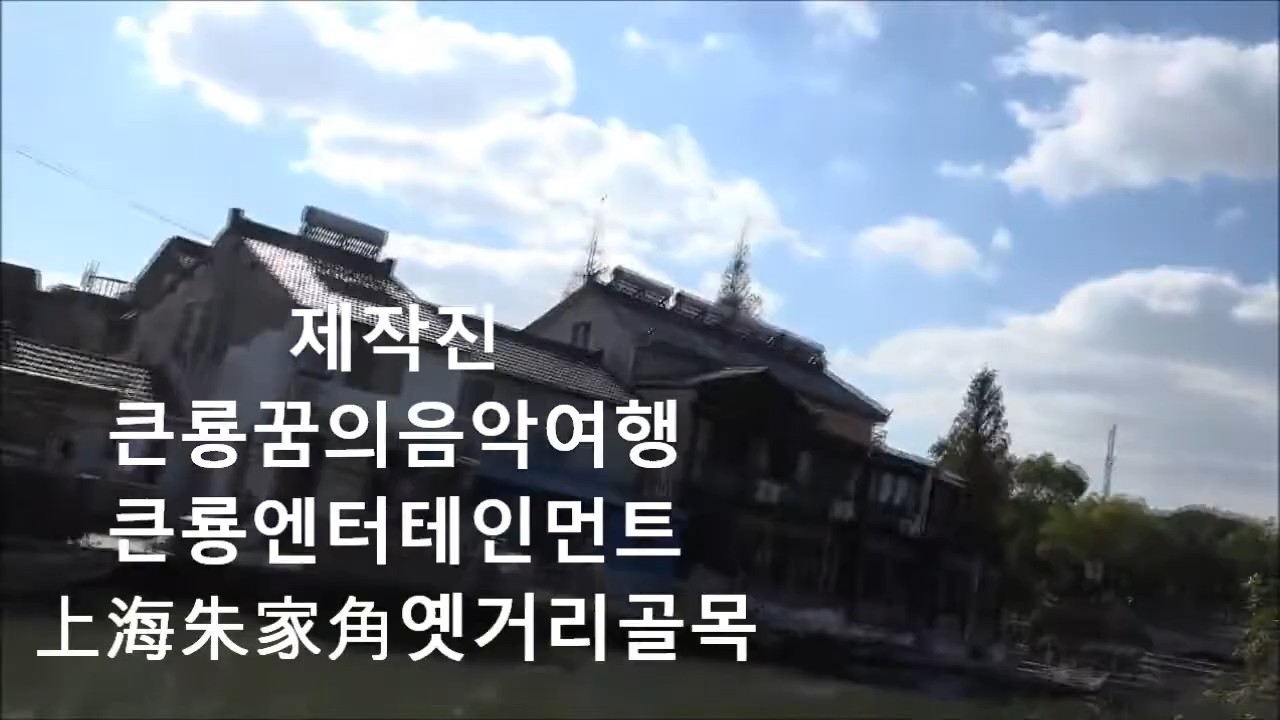 제작진
큰룡꿈의음악여행
큰룡엔터테인먼트
上海朱家角옛거리골목